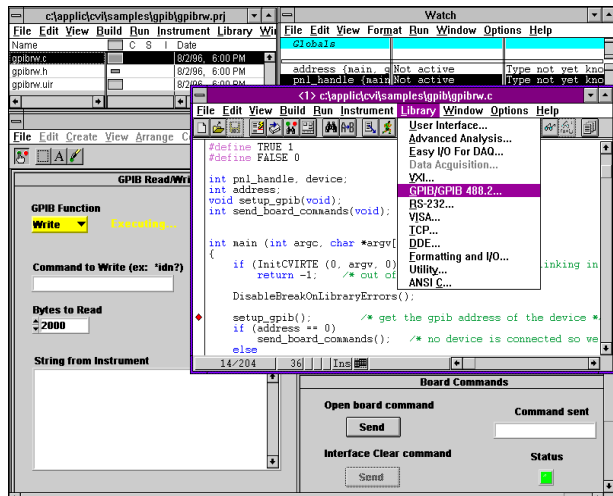 c:\applic\cvi\samples\gpib\gpibrw.prj
File Edit View Build Run Instrument Library
Name C S I Date
gpibrw.c 8/2/96, 6:00 PM
gpibrw.h 8/2/96, 6:00 PM
gpibrw.uir
Watch
File Edit View Format Run Window Options Help
Globals
address {main, g Not active Type not yet kno
pnl_handle {main Not active Type not yet kno
<1> c:\applic\cvi\samples\gpib\gpibrw.c
File Edit View Build Run Instrument Library Window Options Help
User Interface...
Advanced Analysis...
Easy I/O For DAQ...
Data Acquisition...
VXI...
GPIB/GPIB 488.2...
RS-232...
VISA...
TCP...
DDE...
Formatting and I/O...
Utility...
ANSI C...
#define TRUE 1
#define FALSE 0
int pnl_handle, device;
int address;
void setup_gpib(void);
int send_board_commands(void);
int main (int argc, char *argv[
{
if (InitCVIRTE (0, argv, 0) inking in
return -1; /* out of
DisableBreakOnLibraryErrors();
setup_gpib(); /* get the gpib address of the device *
if (address == 0)
send_board_commands(); /* no device is connected so ve
else
14/204 36 Ins
File Edit Create View Arrange
GPIB Read/Wri
GPIB Function
Write Executing...
Command to Write (ex: *idn?)
Bytes to Read
2000
String from Instrument
Board Commands
Open board command
Command sent
Send
Interface Clear command
Status
Send